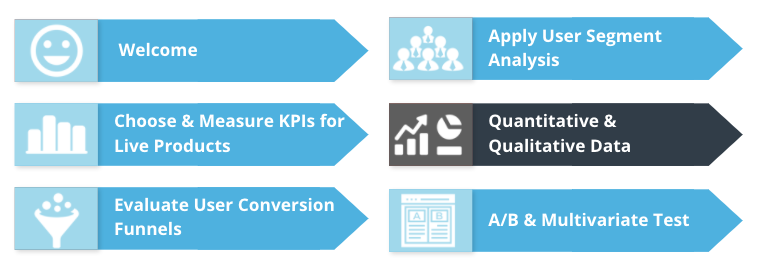 Welcome
Choose & Measure KPIs for
Live Products
Evaluate User Conversion
Funnels
Apply User Segment
Analysis
Quantitative &
Qualitative Data
A B
A/B & Multivariate Test